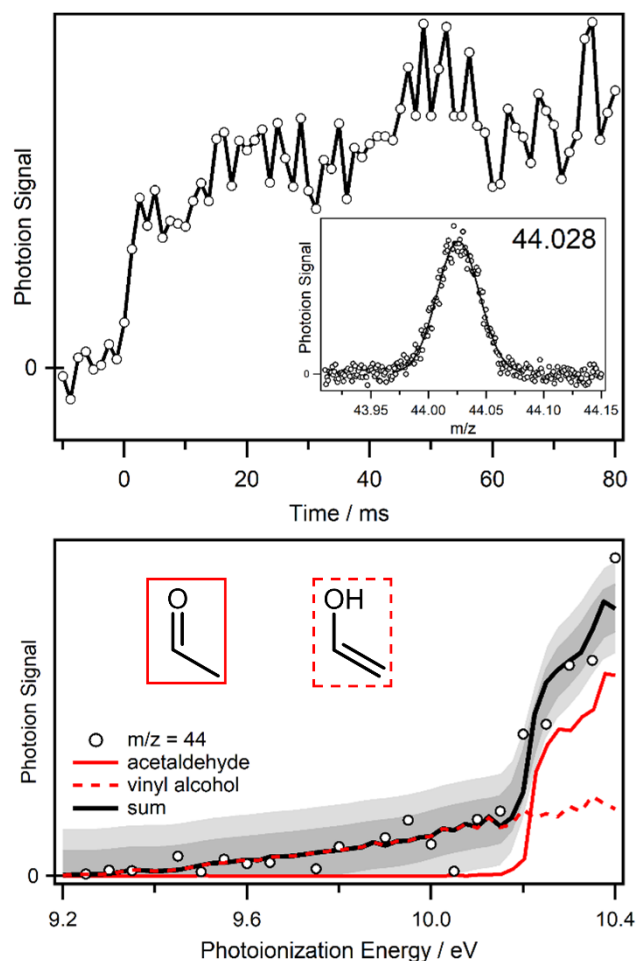 Photoion Signal
0
44.028
Photoion Signal
0
43.95 44.00 44.05 44.10 44.15
m/z
0 20 40 60 80
Time / ms
Photoion Signal
O
OH
m/z = 44
acetaldehyde
vinyl alcohol
sum
0
9.2 9.6 10.0 10.4
Photoionization Energy / eV